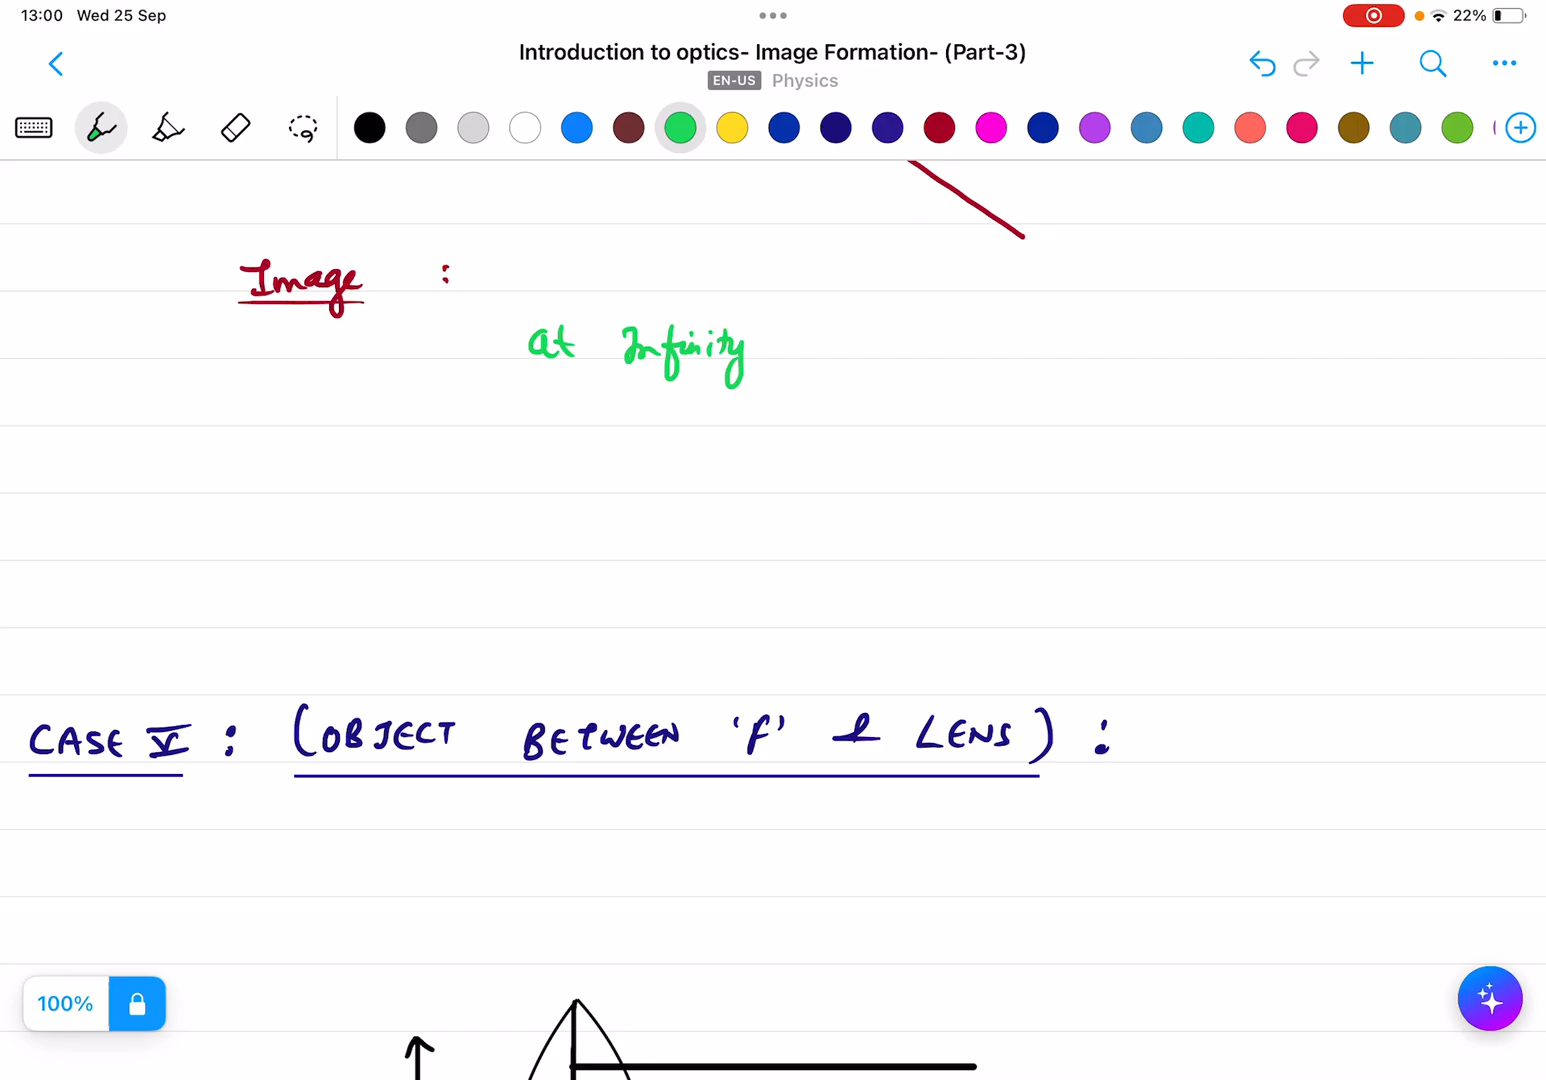 13:00 Wed 25 Sep 22%
Introduction to optics- Image Formation- (Part-3)
EN-US Physics
Image :
at Infinity
CASE V : (OBJECT BETWEEN 'F' & LENS) :
100%